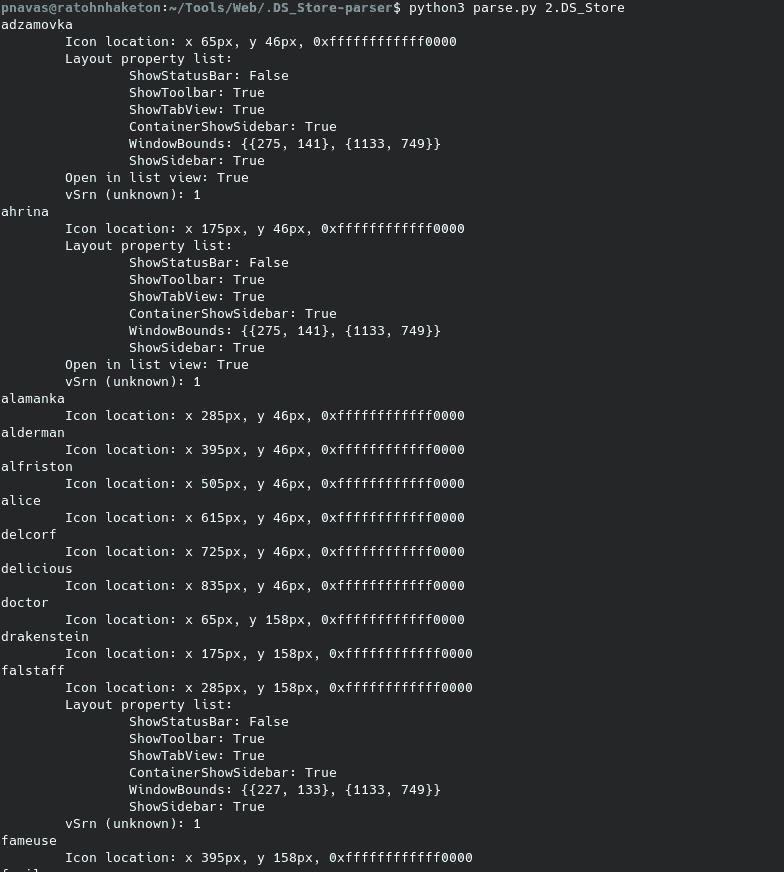 pnavas@ratohnhaketon:~/Tools/Web/.DS_Store-parser$ python3 parse.py 2.DS_Store
adzamovka
Icon location: x 65px, y 46px, 0xffffffffffff0000
Layout property list:
ShowStatusBar: False
ShowToolbar: True
ShowTabView: True
ContainerShowSidebar: True
WindowBounds: {{275, 141}, {1133, 749}}
ShowSidebar: True
Open in list view: True
vSrn (unknown): 1
ahrina
Icon location: x 175px, y 46px, 0xffffffffffff0000
Layout property list:
ShowStatusBar: False
ShowToolbar: True
ShowTabView: True
ContainerShowSidebar: True
WindowBounds: {{275, 141}, {1133, 749}}
ShowSidebar: True
Open in list view: True
vSrn (unknown): 1
alamanka
Icon location: x 285px, y 46px, 0xffffffffffff0000
alderman
Icon location: x 395px, y 46px, 0xffffffffffff0000
alfriston
Icon location: x 505px, y 46px, 0xffffffffffff0000
alice
Icon location: x 615px, y 46px, 0xffffffffffff0000
delcorf
Icon location: x 725px, y 46px, 0xffffffffffff0000
delicious
Icon location: x 835px, y 46px, 0xffffffffffff0000
doctor
Icon location: x 65px, y 158px, 0xffffffffffff0000
drakenstein
Icon location: x 175px, y 158px, 0xffffffffffff0000
falstaff
Icon location: x 285px, y 158px, 0xffffffffffff0000
Layout property list:
ShowStatusBar: False
ShowToolbar: True
ShowTabView: True
ContainerShowSidebar: True
WindowBounds: {{227, 133}, {1133, 749}}
ShowSidebar: True
vSrn (unknown): 1
fameuse
Icon location: x 395px, y 158px, 0xffffffffffff0000